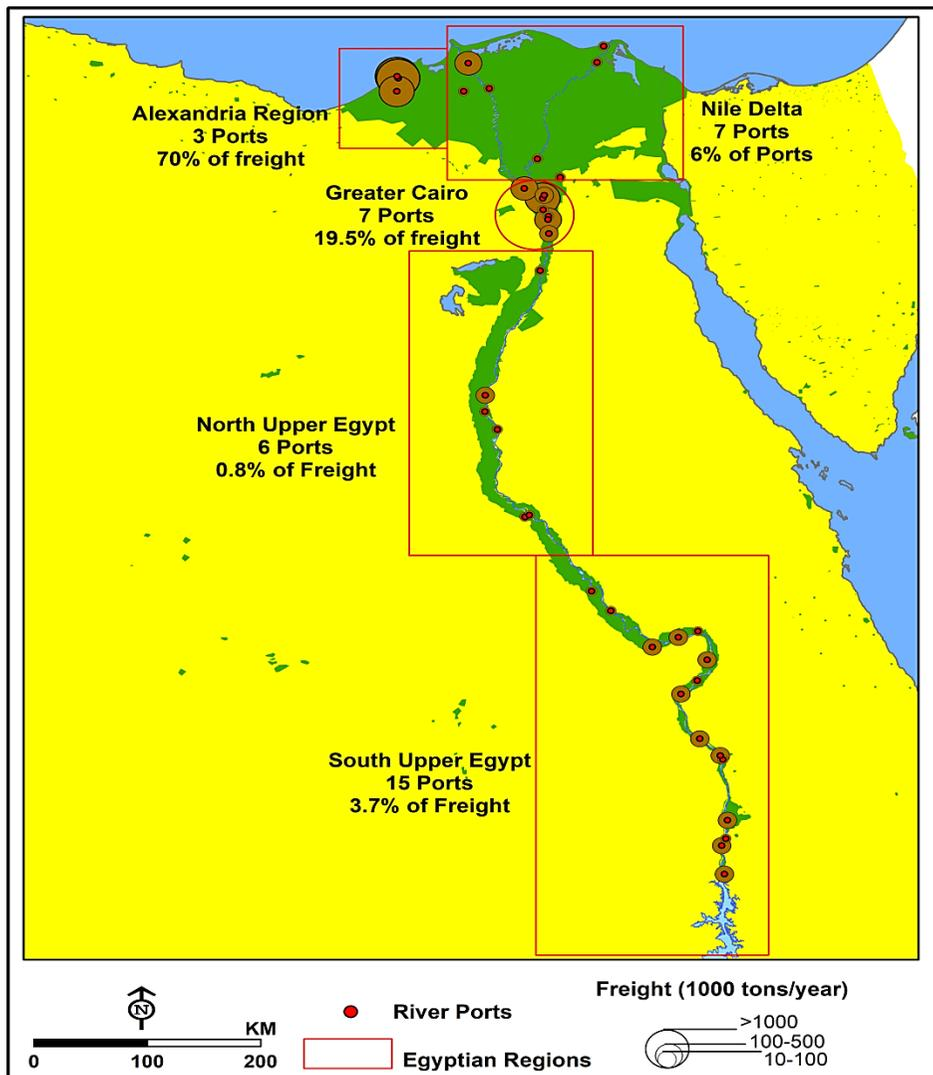 Alexandria Region
3 Ports
70% of freight
Nile Delta
7 Ports
6% of Ports
Greater Cairo
7 Ports
19.5% of freight
North Upper Egypt
6 Ports
0.8% of Freight
South Upper Egypt
15 Ports
3.7% of Freight
N
KM
0 100 200
River Ports
Egyptian Regions
Freight (1000 tons/year)
>1000
100-500
10-100